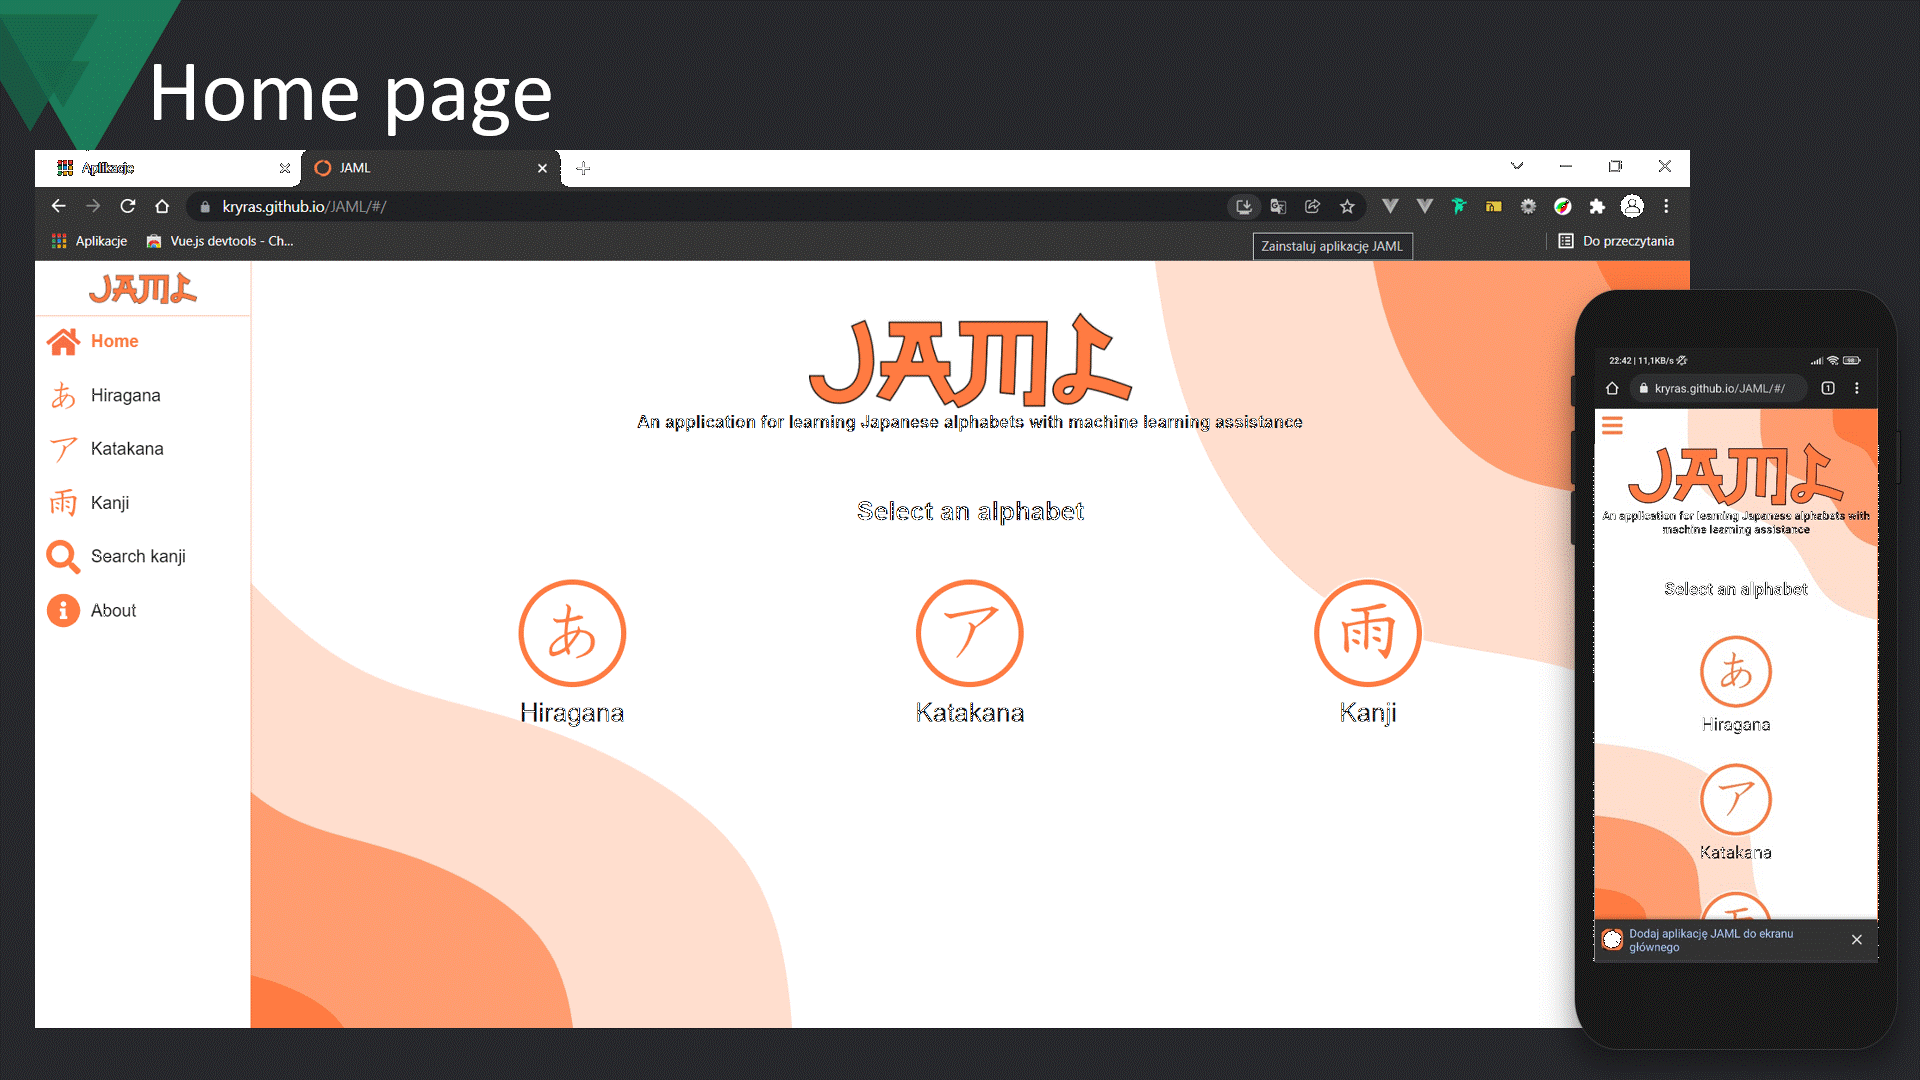 Home page
Aplikacje
JAML
kryras.github.io/JAML/#/
Aplikacje
Vue.js devtools - Ch...
Zainstaluj aplikację JAML
Do przeczytania
JAML
Home
あ Hiragana
ア Katakana
雨 Kanji
Search kanji
About
JAML
An application for learning Japanese alphabets with machine learning assistance
Select an alphabet
あ
Hiragana
ア
Katakana
雨
Kanji
22:42 | 11,1KB/s
kryras.github.io/JAML/#/
1
JAML
An application for learning Japanese alphabets with
machine learning assistance
Select an alphabet
あ
Hiragana
ア
Katakana
Dodaj aplikację JAML do ekranu
głównego